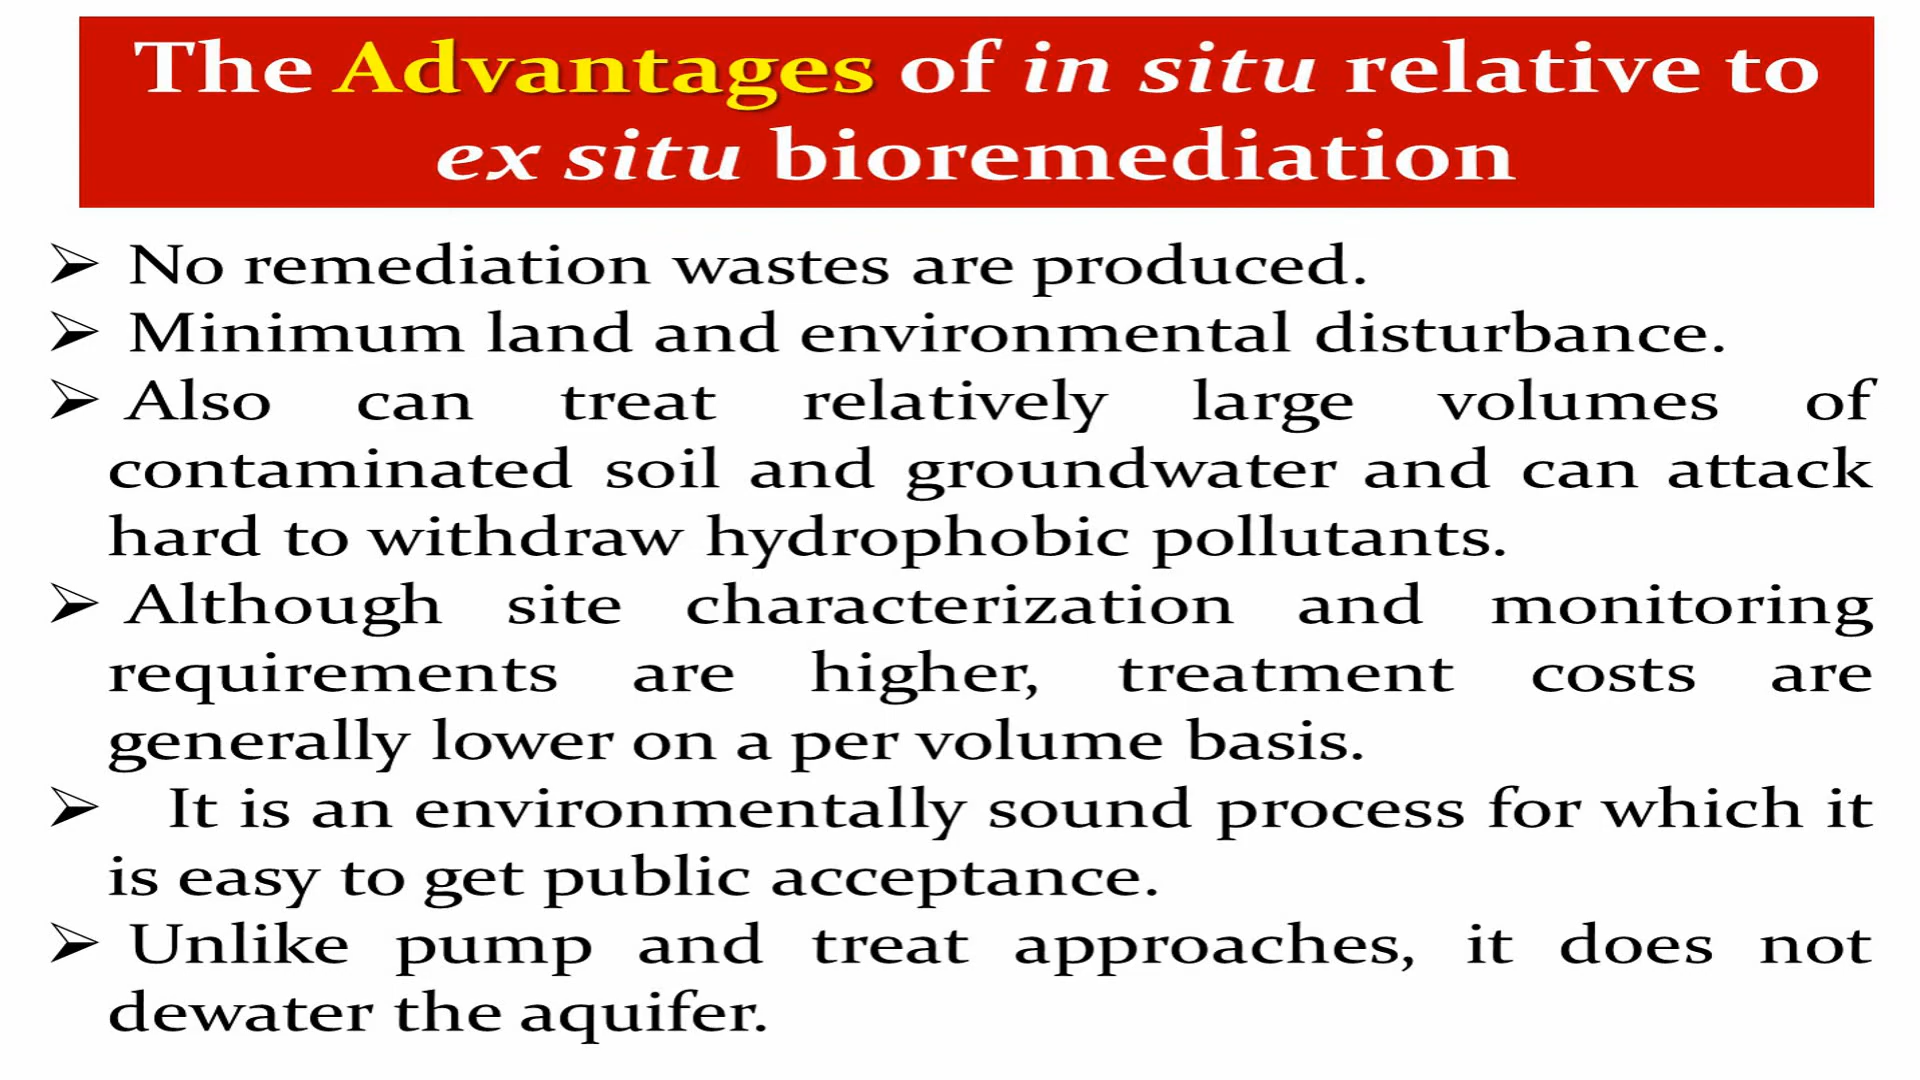 The Advantages of in situ relative to
ex situ bioremediation
➢ No remediation wastes are produced.
➢ Minimum land and environmental disturbance.
➢ Also can treat relatively large volumes of
contaminated soil and groundwater and can attack
hard to withdraw hydrophobic pollutants.
➢ Although site characterization and monitoring
requirements are higher, treatment costs are
generally lower on a per volume basis.
➢ It is an environmentally sound process for which it
is easy to get public acceptance.
➢ Unlike pump and treat approaches, it does not
dewater the aquifer.